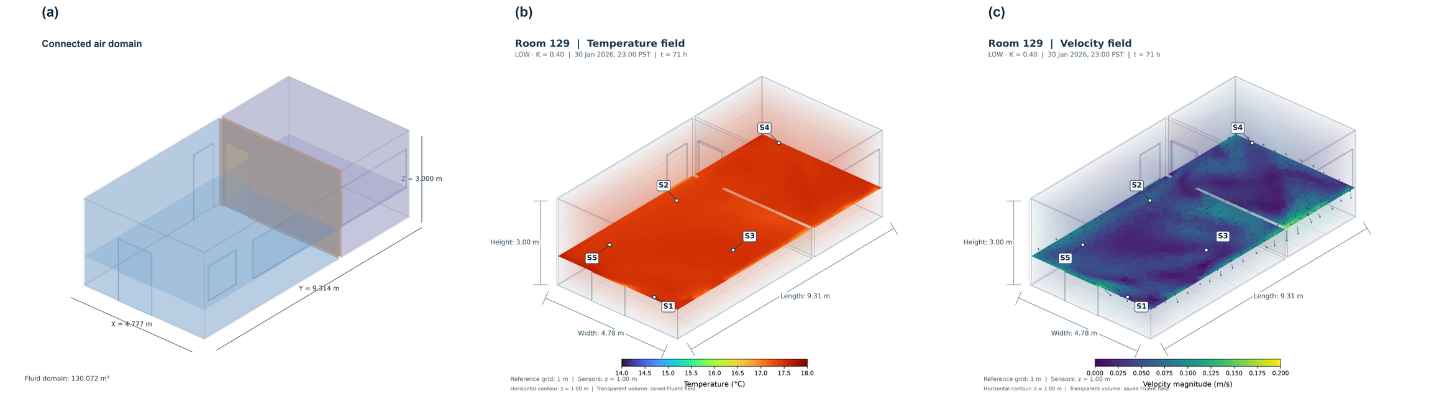 (a)
Connected air domain
Z = 3.000 m
Y = 9.314 m
X = 4.777 m
Fluid domain: 130.072 m³
(b)
Room 129 | Temperature field
LOW - K = 0.40 | 30 Jan 2026, 23:00 PST | t = 71 h
S4
S2
S3
S5
S1
Height: 3.00 m
Length: 9.31 m
Width: 4.78 m
14.0 14.5 15.0 15.5 16.0 16.5 17.0 17.5 18.0
Temperature (°C)
Reference grid: 1 m | Sensors: z = 1.00 m
Horizontal contour: z = 1.00 m | Transparent volume: saved Fluent field
(c)
Room 129 | Velocity field
LOW - K = 0.40 | 30 Jan 2026, 23:00 PST | t = 71 h
S4
S2
S3
S5
S1
Height: 3.00 m
Length: 9.31 m
Width: 4.78 m
0.000 0.025 0.050 0.075 0.100 0.125 0.150 0.175 0.200
Velocity magnitude (m/s)
Reference grid: 1 m | Sensors: z = 1.00 m
Horizontal contour: z = 1.00 m | Transparent volume: saved Fluent field